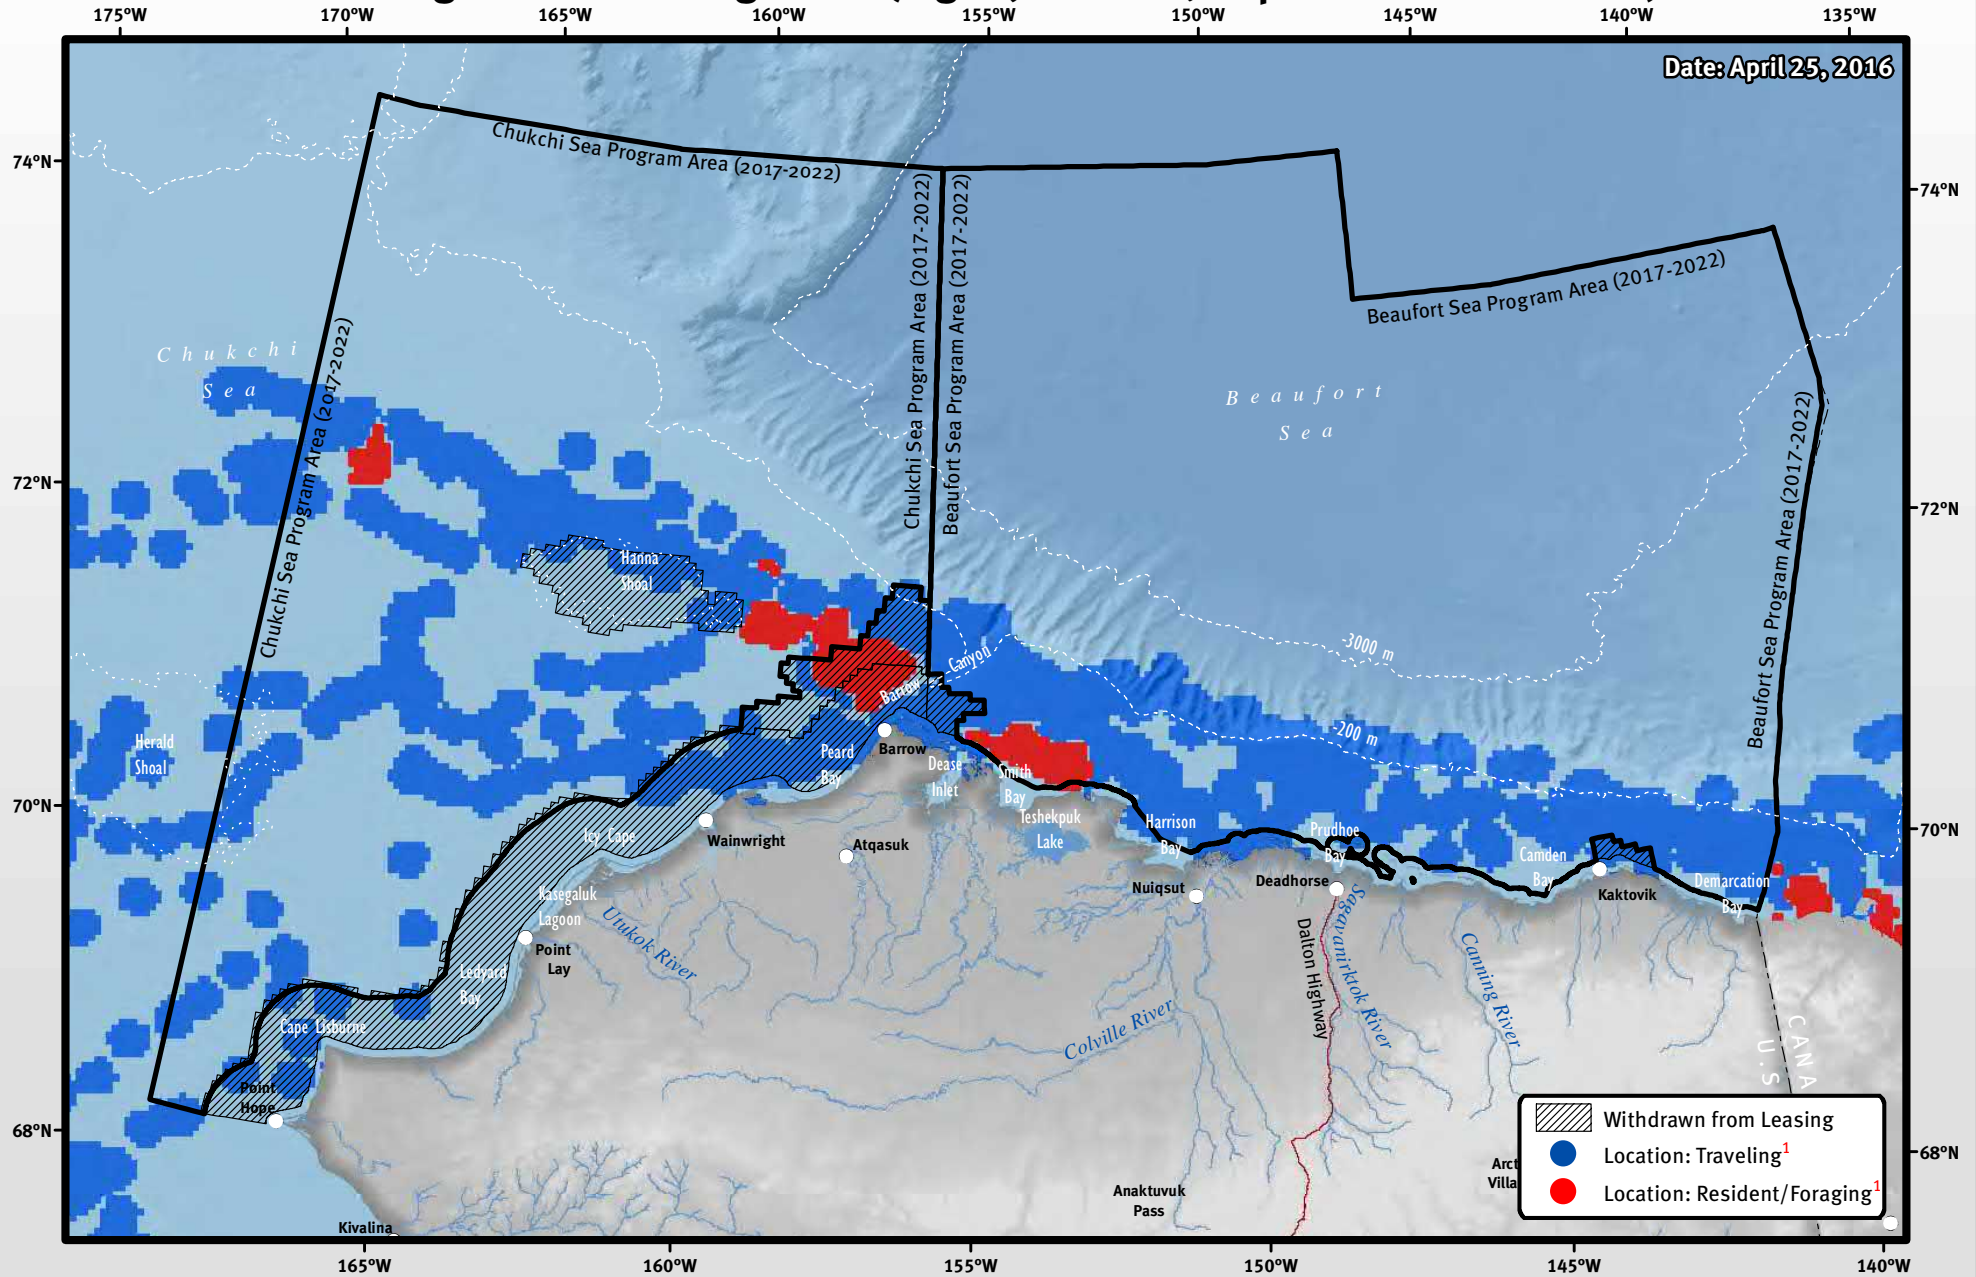 175°W
170°W
165°W
160°W
155°W
150°W
145°W
140°W
135°W
Date: April 25, 2016
74°N
72°N
70°N
68°N
74°N
72°N
70°N
68°N
Chukchi Sea Program Area (2017-2022)
Chukchi Sea Program Area (2017-2022)
Beaufort Sea Program Area (2017-2022)
Beaufort Sea Program Area (2017-2022)
Chukchi Sea Program Area (2017-2022)
Beaufort Sea Program Area (2017-2022)
Chukchi
Sea
Beaufort
Sea
Hanna
Shoal
Herald
Shoal
-3000 m
-200 m
Barrow
Canyon
Barrow
Peard
Bay
Dease
Inlet
Smith
Bay
Teshekpuk
Lake
Harrison
Bay
Prudhoe
Bay
Camden
Bay
Demarcation
Bay
Icy Cape
Wainwright
Atqasuk
Nuiqsut
Deadhorse
Kaktovik
Kasegaluk
Lagoon
Point
Lay
Utukok River
Ledyard
Bay
Cape Lisburne
Point
Hope
Colville River
Dalton Highway
Sagavanirktok River
Canning River
U.S
CANA
Anaktuvuk
Pass
Arct
Villa
Kivalina
Withdrawn from Leasing
Location: Traveling1
Location: Resident/Foraging1
165°W
160°W
155°W
150°W
145°W
140°W